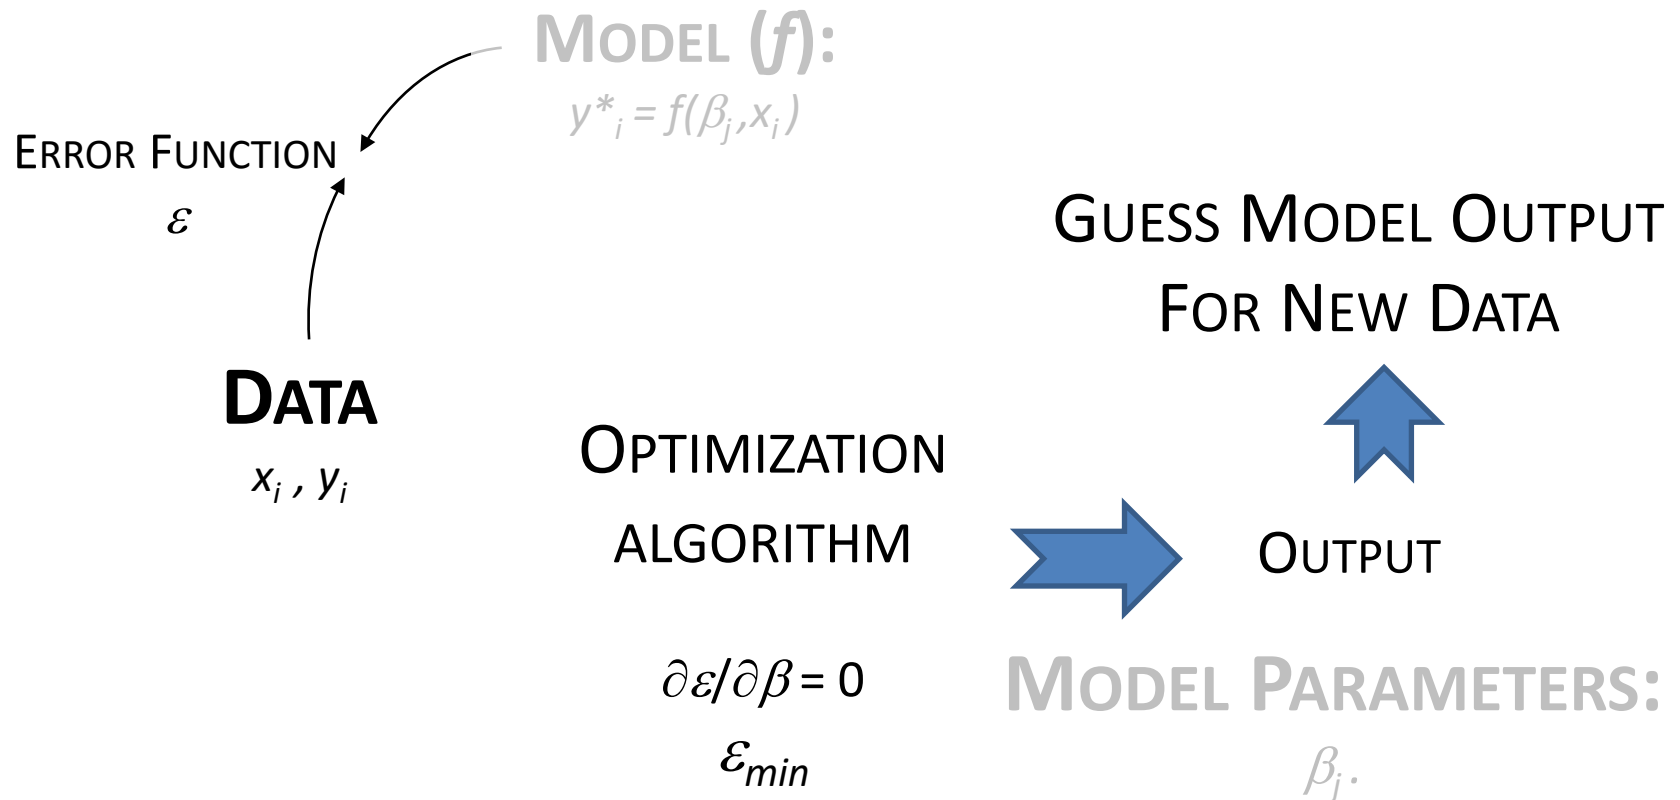 MODEL (f):
y*i = f(βj,xi)
ERROR FUNCTION
ε
DATA
xi , yi
OPTIMIZATION
ALGORITHM
∂ε/∂β = 0
εmin
GUESS MODEL OUTPUT
FOR NEW DATA
OUTPUT
MODEL PARAMETERS:
βj.